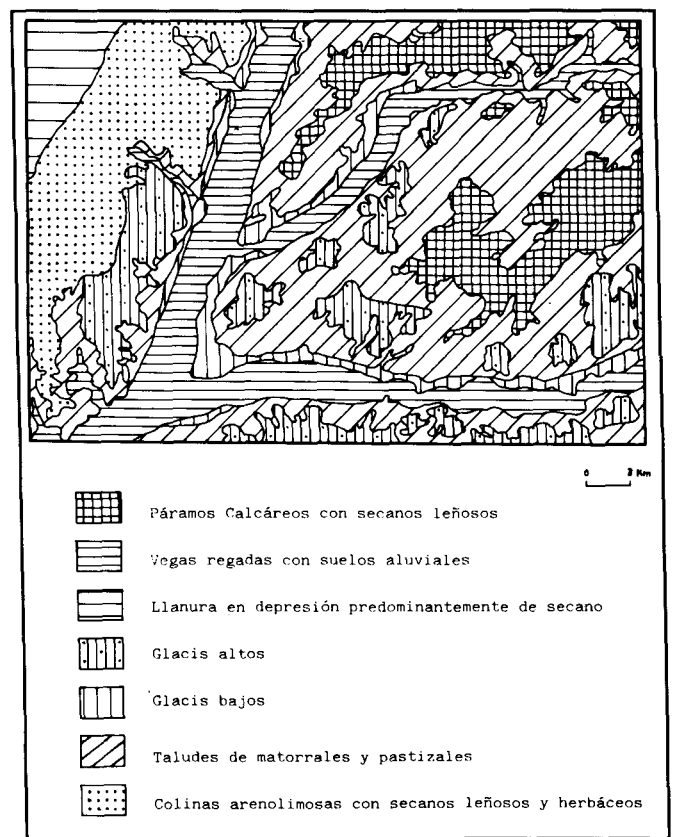 0 3 Km
Páramos Calcáreos con secanos leñosos
Vegas regadas con suelos aluviales
Llanura en depresión predominantemente de secano
Glacis altos
Glacis bajos
Taludes de matorrales y pastizales
Colinas arenolimosas con secanos leñosos y herbáceos